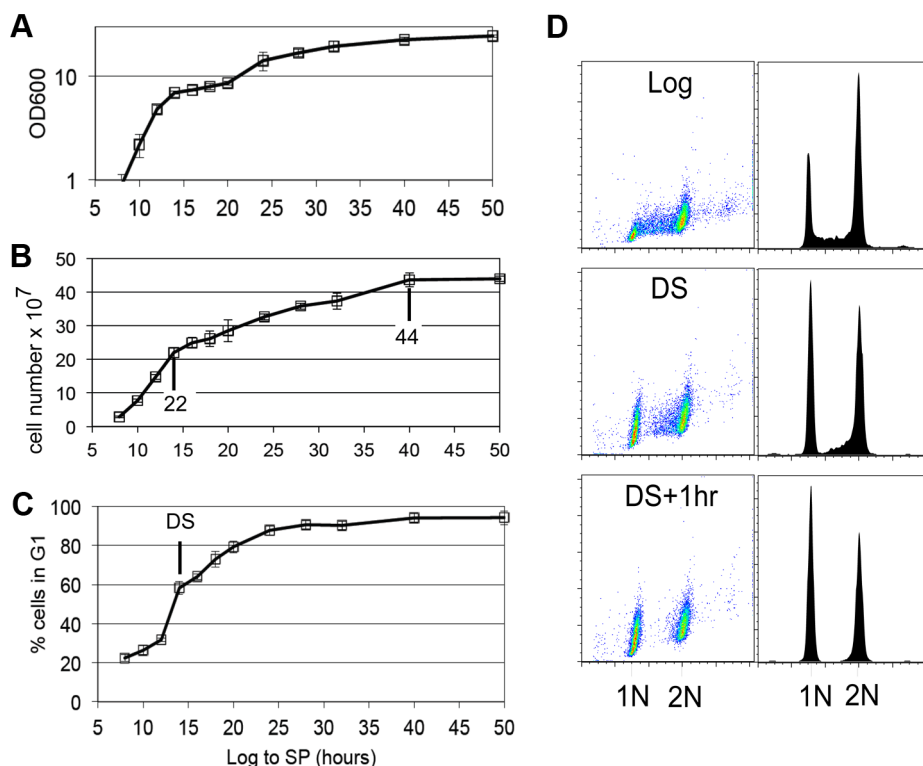 A
OD600
10
1
5 10 15 20 25 30 35 40 45 50
B
cell number x 10^7
50
40
30
20
10
0
22
44
5 10 15 20 25 30 35 40 45 50
C
% cells in G1
100
80
60
40
20
0
DS
5 10 15 20 25 30 35 40 45 50
Log to SP (hours)
D
Log
DS
DS+1hr
1N 2N 1N 2N